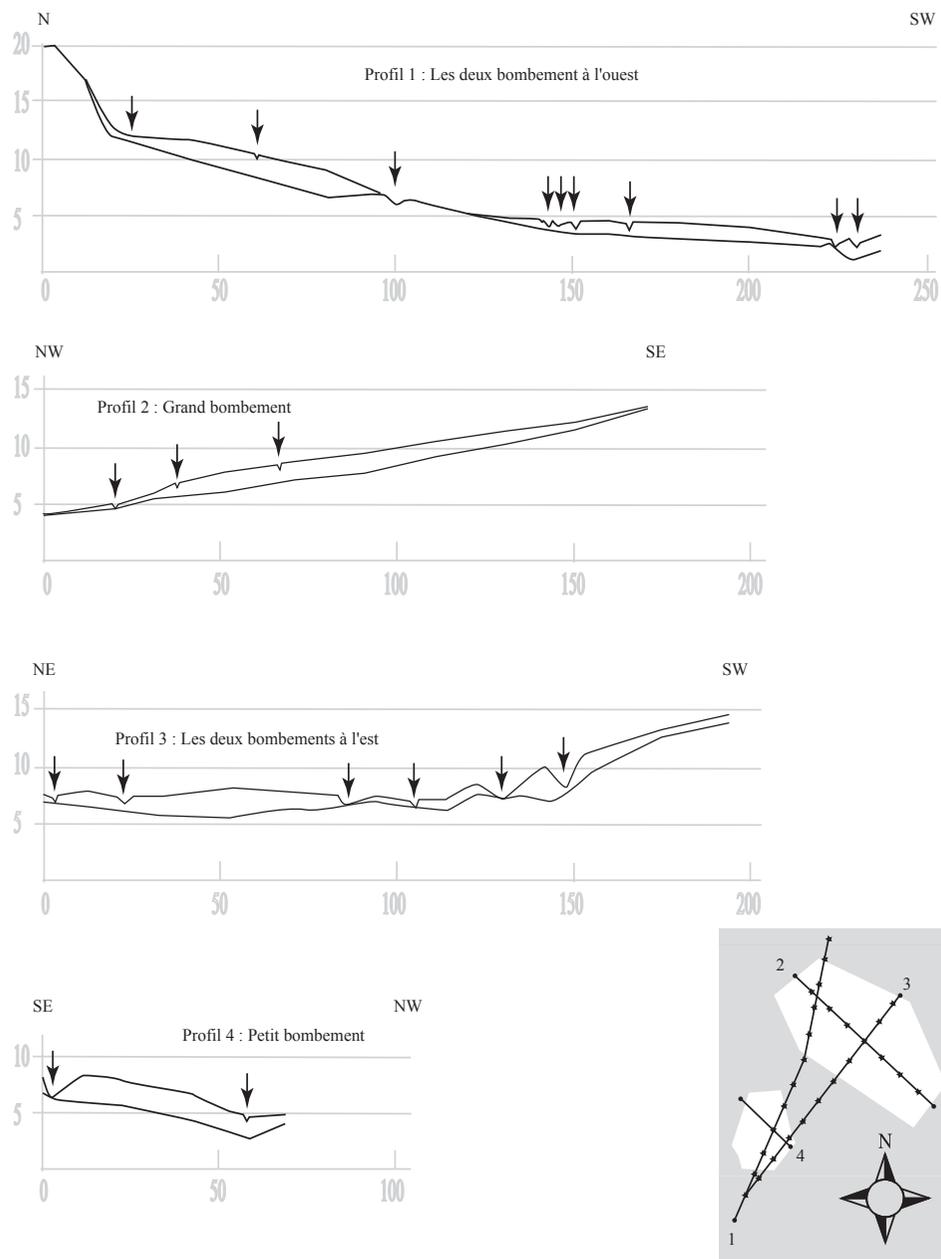 N SW
20
Profil 1 : Les deux bombement à l'ouest
15
10
5
0 50 100 150 200 250
NW SE
15
Profil 2 : Grand bombement
10
5
0 50 100 150 200
NE SW
15
Profil 3 : Les deux bombements à l'est
10
5
0 50 100 150 200
SE NW
Profil 4 : Petit bombement
10
5
0 50 100
2
3
N
4
1